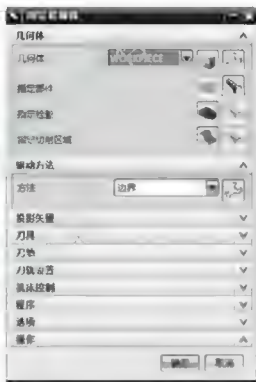 几何体
几何体 WORKPIECE
指定部件
指定检查
指定切削区域
驱动方法
方法 边界
投影矢量
刀具
刀轴
刀轨设置
机床控制
程序
选项
操作
确定 取消